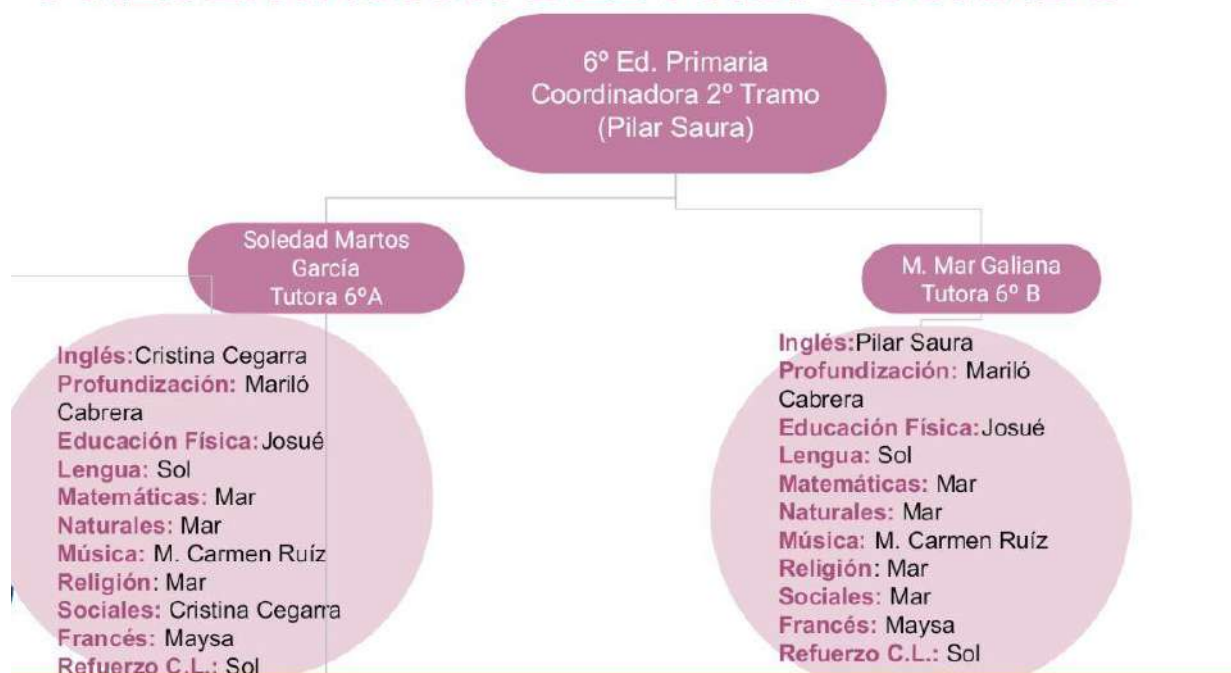 6º Ed. Primaria
Coordinadora 2º Tramo
(Pilar Saura)
Soledad Martos
García
Tutora 6ºA
Inglés:Cristina Cegarra
Profundización: Mariló
Cabrera
Educación Física:Josué
Lengua: Sol
Matemáticas: Mar
Naturales: Mar
Música: M. Carmen Ruíz
Religión: Mar
Sociales: Cristina Cegarra
Francés: Maysa
Refuerzo C.L.: Sol
M. Mar Galiana
Tutora 6º B
Inglés:Pilar Saura
Profundización: Mariló
Cabrera
Educación Física:Josué
Lengua: Sol
Matemáticas: Mar
Naturales: Mar
Música: M. Carmen Ruíz
Religión: Mar
Sociales: Mar
Francés: Maysa
Refuerzo C.L.: Sol